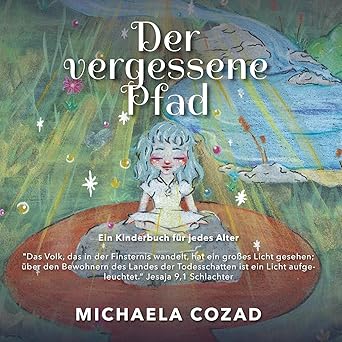 Der
vergessene
Pfad
Ein Kinderbuch für jedes Alter
"Das Volk, das in der Finsternis wandelt, hat ein großes Licht gesehen;
über den Bewohnern des Landes der Todesschatten ist ein Licht aufge-
leuchtet." Jesaja 9,1 Schlachter
MICHAELA COZAD